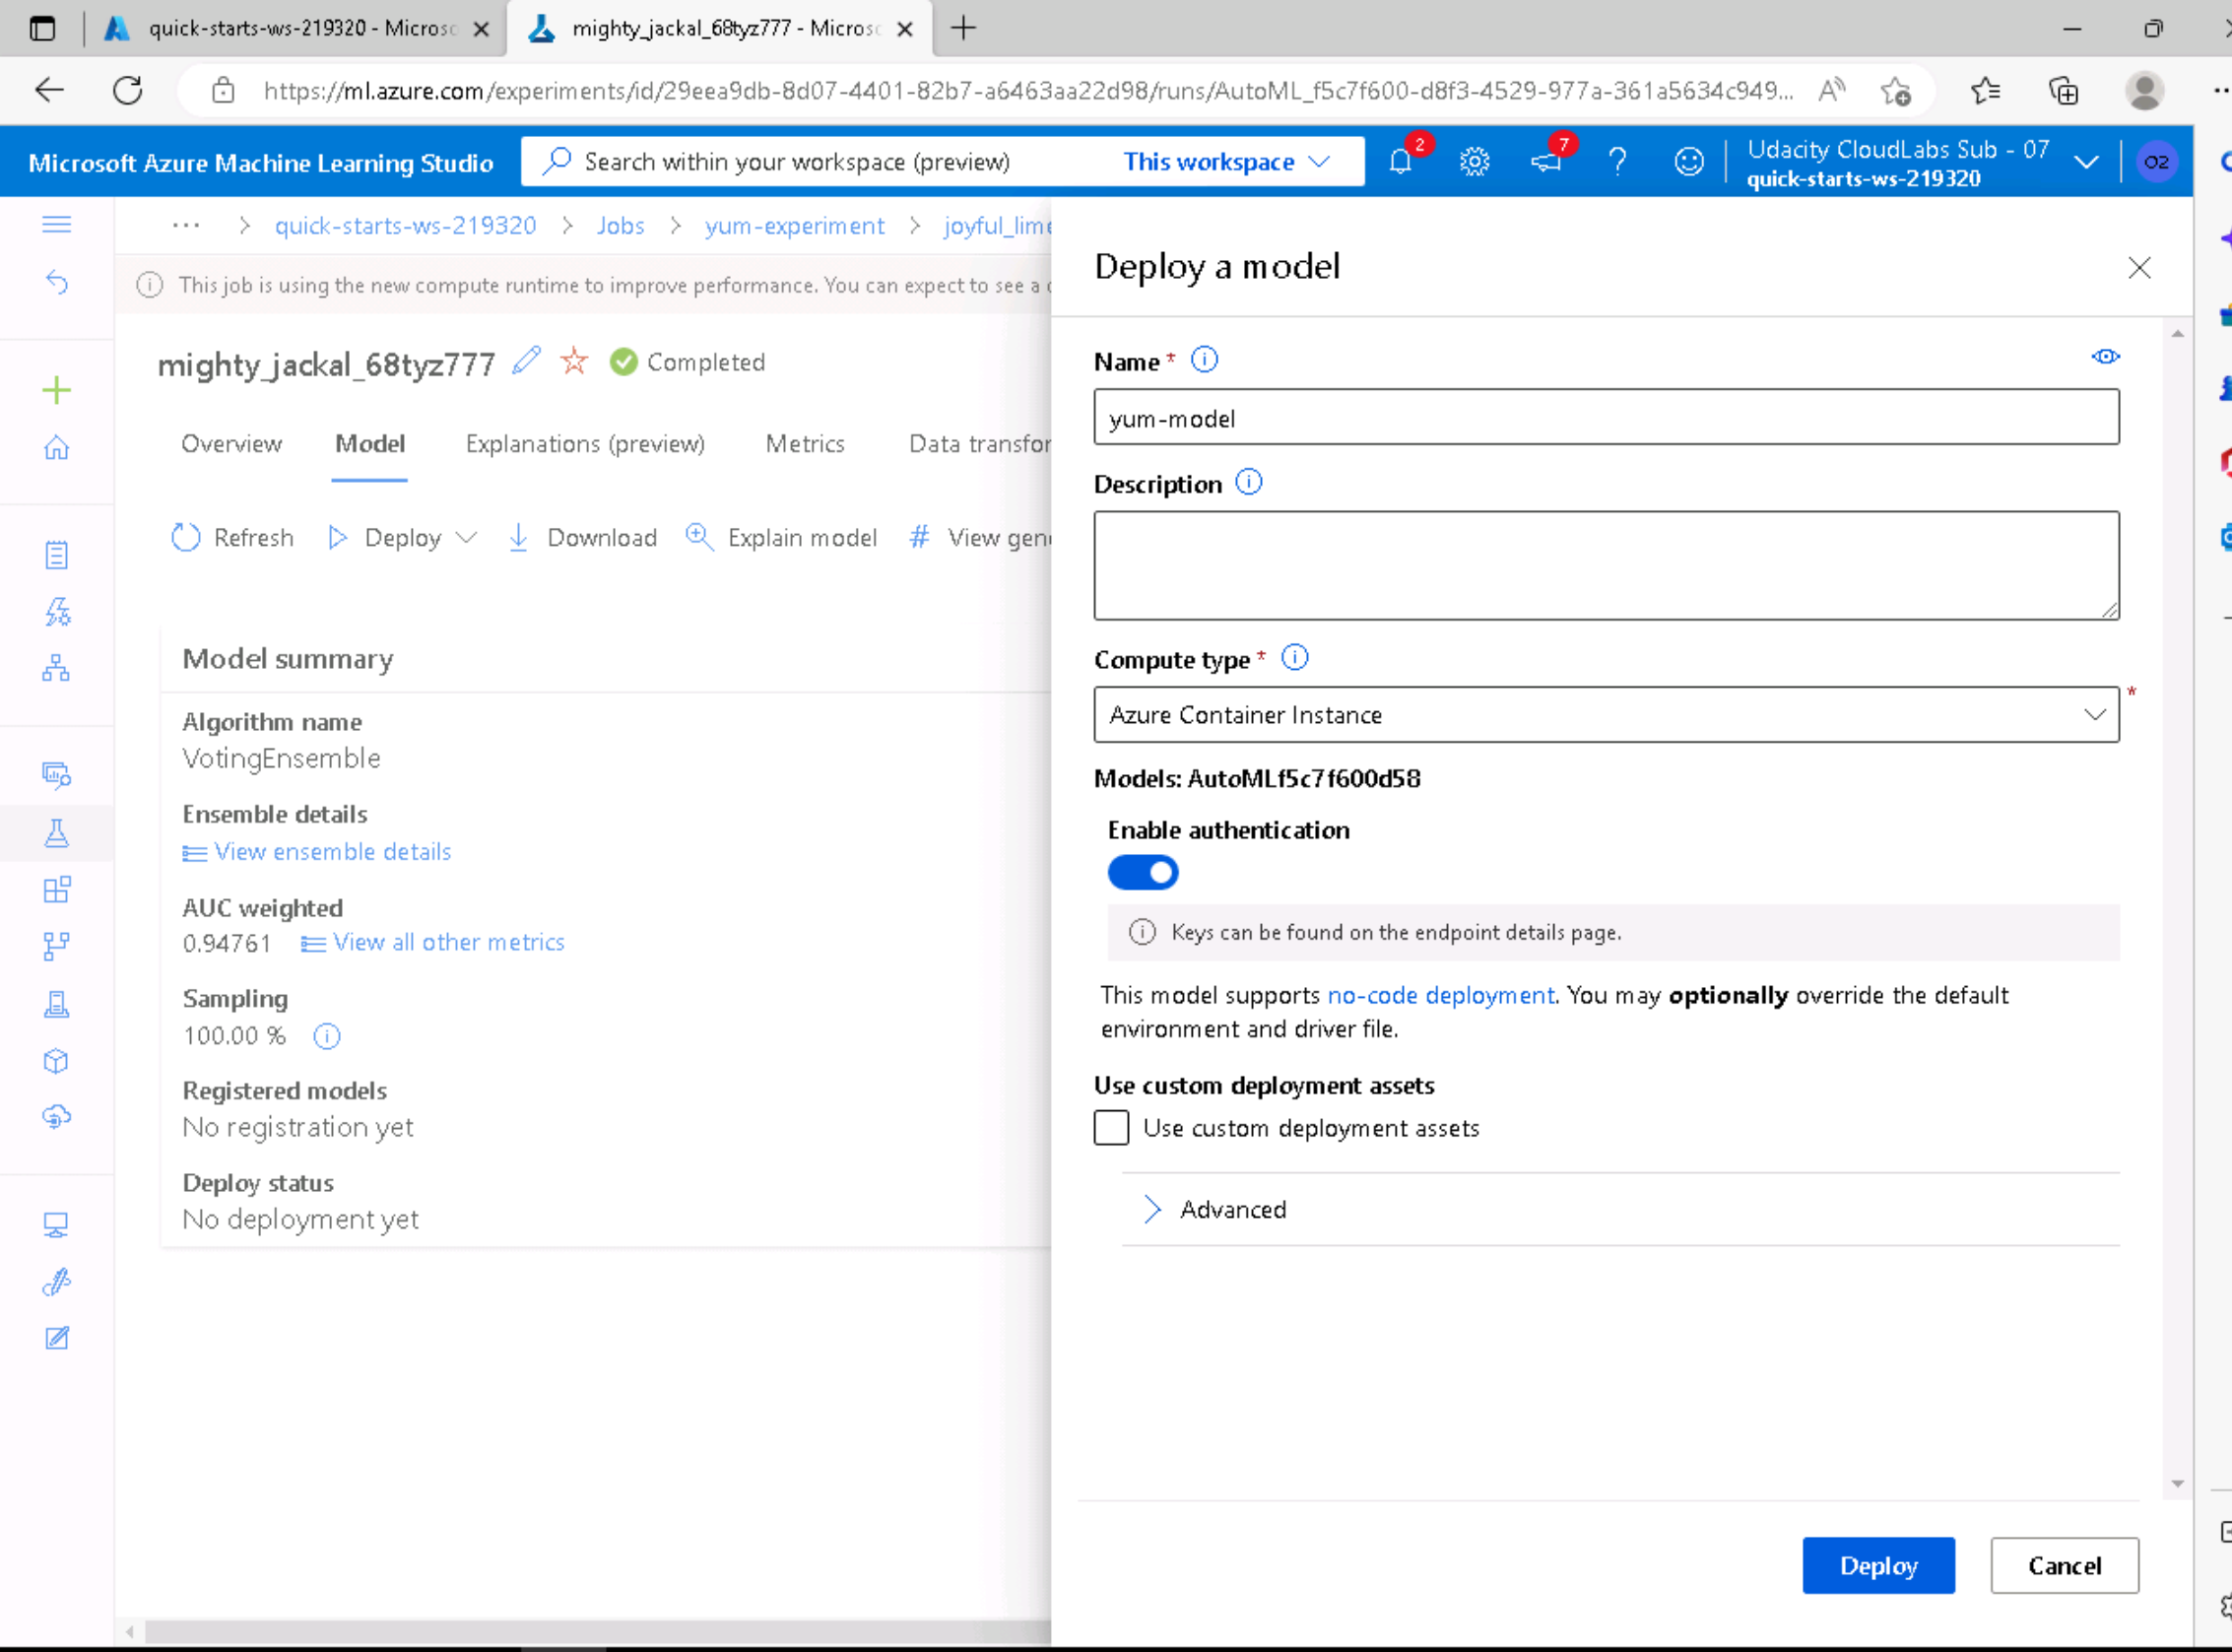 quick-starts-ws-219320 - Microsc
mighty_jackal_68tyz777 - Microsc
https://ml.azure.com/experiments/id/29eea9db-8d07-4401-82b7-a6463aa22d98/runs/AutoML_f5c7f600-d8f3-4529-977a-361a5634c949...
Microsoft Azure Machine Learning Studio
Search within your workspace (preview)
This workspace
2
7
?
Udacity CloudLabs Sub - 07
quick-starts-ws-219320
O2
... > quick-starts-ws-219320 > Jobs > yum-experiment > joyful_lime
This job is using the new compute runtime to improve performance. You can expect to see a
mighty_jackal_68tyz777
Completed
Overview
Model
Explanations (preview)
Metrics
Data transfor
Refresh
Deploy
Download
Explain model
# View gen
Model summary
Algorithm name
VotingEnsemble
Ensemble details
View ensemble details
AUC weighted
0.94761
View all other metrics
Sampling
100.00 %
Registered models
No registration yet
Deploy status
No deployment yet
Deploy a model
Name *
yum-model
Description
Compute type *
Azure Container Instance
*
Models: AutoMLf5c7f600d58
Enable authentication
Keys can be found on the endpoint details page.
This model supports no-code deployment. You may optionally override the default
environment and driver file.
Use custom deployment assets
Use custom deployment assets
Advanced
Deploy
Cancel